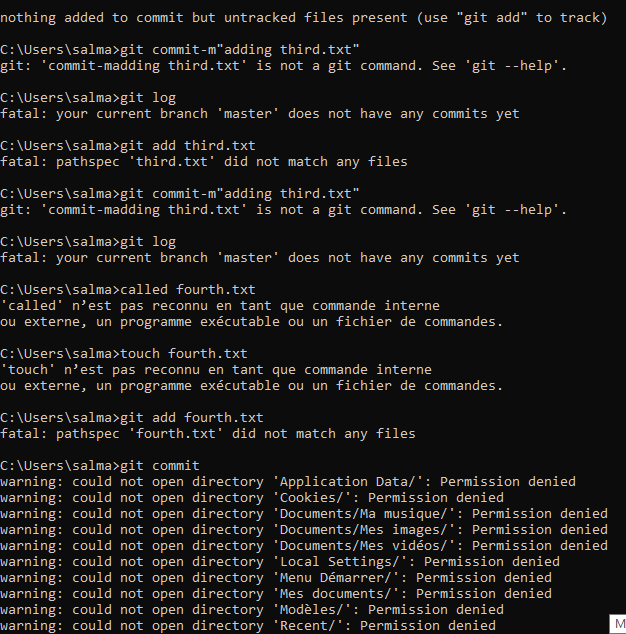 nothing added to commit but untracked files present (use "git add" to track)
C:\Users\salma>git commit-m"adding third.txt"
git: 'commit-madding third.txt' is not a git command. See 'git --help'.
C:\Users\salma>git log
fatal: your current branch 'master' does not have any commits yet
C:\Users\salma>git add third.txt
fatal: pathspec 'third.txt' did not match any files
C:\Users\salma>git commit-m"adding third.txt"
git: 'commit-madding third.txt' is not a git command. See 'git --help'.
C:\Users\salma>git log
fatal: your current branch 'master' does not have any commits yet
C:\Users\salma>called fourth.txt
'called' n’est pas reconnu en tant que commande interne
ou externe, un programme exécutable ou un fichier de commandes.
C:\Users\salma>touch fourth.txt
'touch' n’est pas reconnu en tant que commande interne
ou externe, un programme exécutable ou un fichier de commandes.
C:\Users\salma>git add fourth.txt
fatal: pathspec 'fourth.txt' did not match any files
C:\Users\salma>git commit
warning: could not open directory 'Application Data/': Permission denied
warning: could not open directory 'Cookies/': Permission denied
warning: could not open directory 'Documents/Ma musique/': Permission denied
warning: could not open directory 'Documents/Mes images/': Permission denied
warning: could not open directory 'Documents/Mes vidéos/': Permission denied
warning: could not open directory 'Local Settings/': Permission denied
warning: could not open directory 'Menu Démarrer/': Permission denied
warning: could not open directory 'Mes documents/': Permission denied
warning: could not open directory 'Modèles/': Permission denied
warning: could not open directory 'Recent/': Permission denied
M